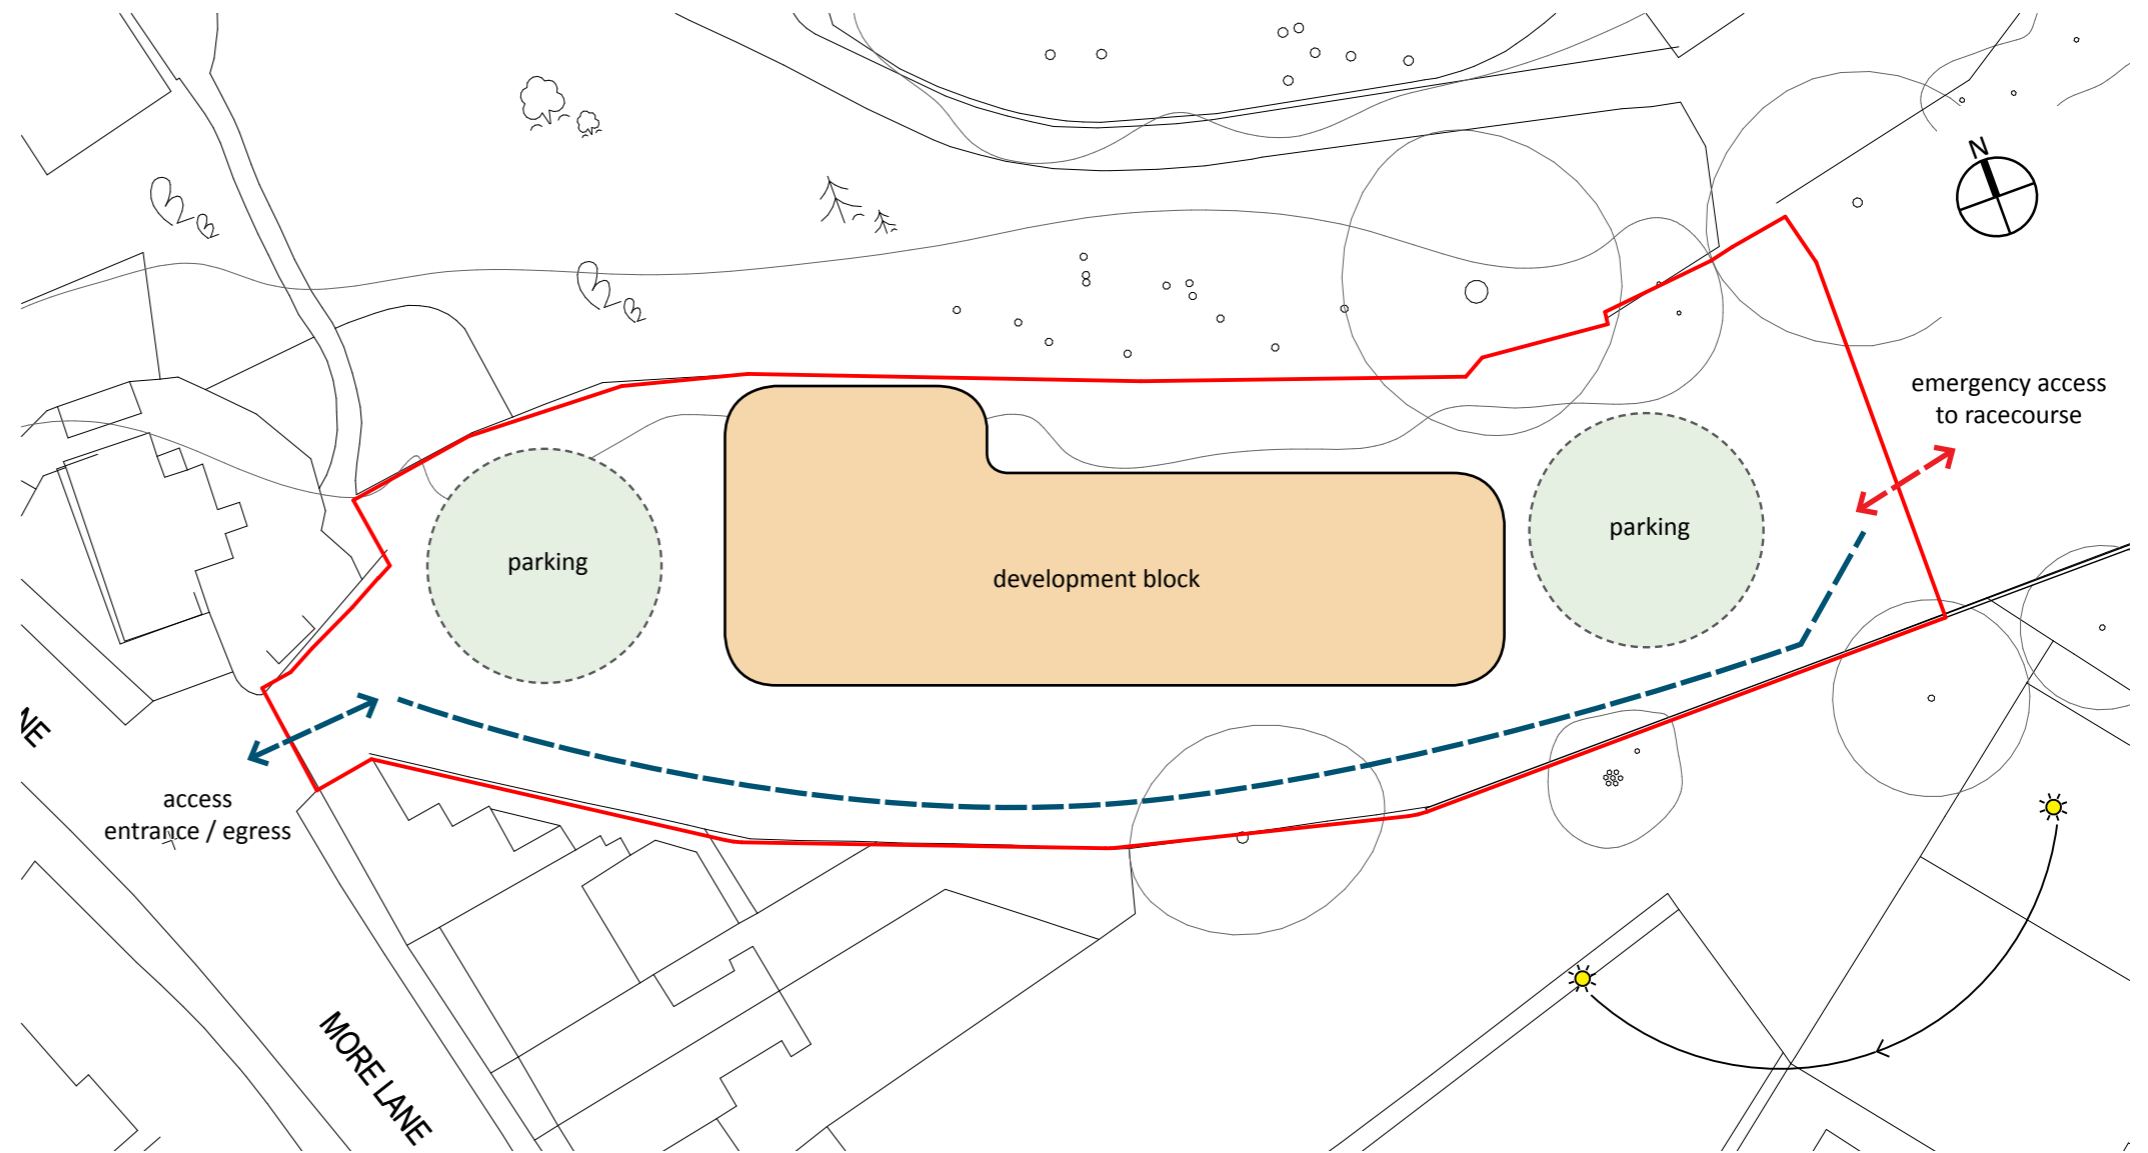 N
emergency access
to racecourse
parking
parking
development block
access
entrance / egress
MORE LANE